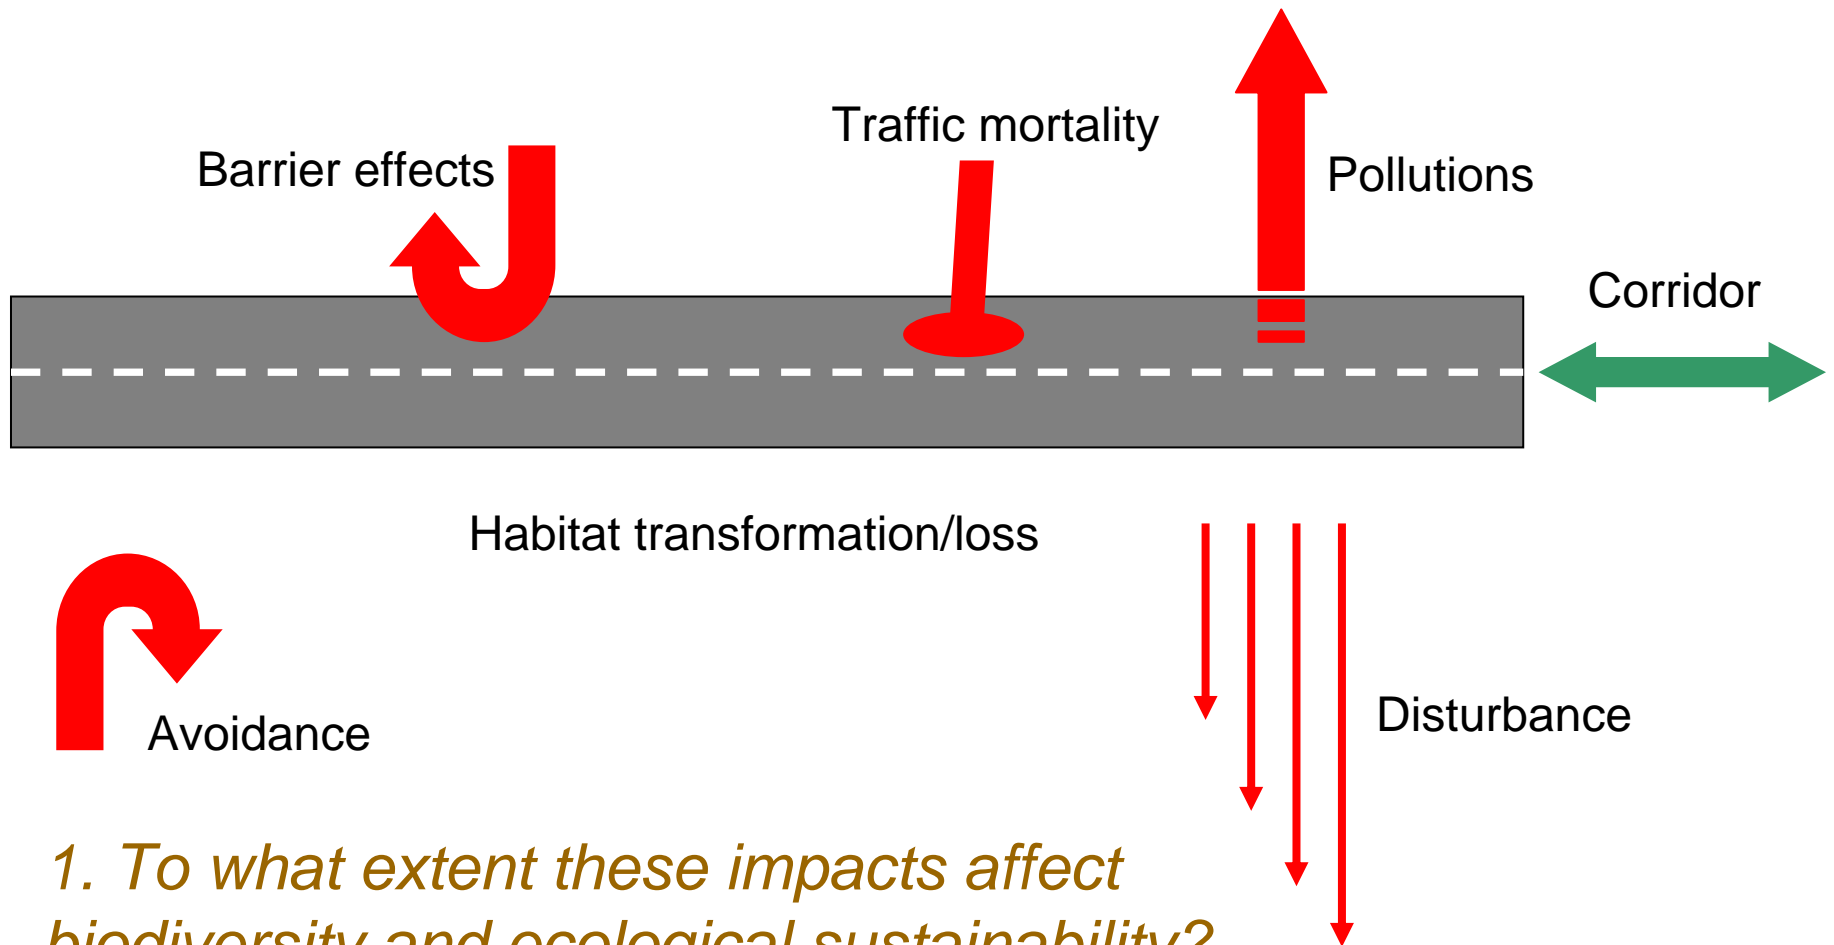 Traffic mortality
Barrier effects
Pollutions
Corridor
Habitat transformation/loss
Disturbance
Avoidance
1. To what extent these impacts affect
biodiversity and ecological sustainability?